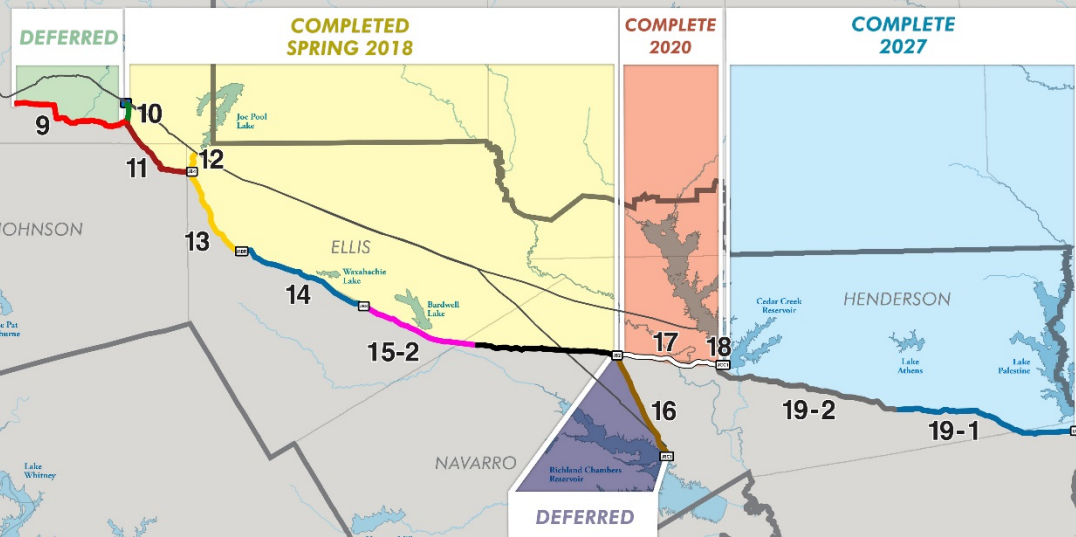 DEFERRED
COMPLETED
SPRING 2018
COMPLETE
2020
COMPLETE
2027
10
9
Joe Pool
Lake
12
11
OHNSON
13
ELLIS
14
Waxahachie
Lake
Bardwell
Lake
15-2
17
18
Cedar Creek
Reservoir
HENDERSON
Lake
Athens
Lake
Palestine
16
19-2
19-1
NAVARRO
Richland Chambers
Reservoir
Lake
Whitney
DEFERRED